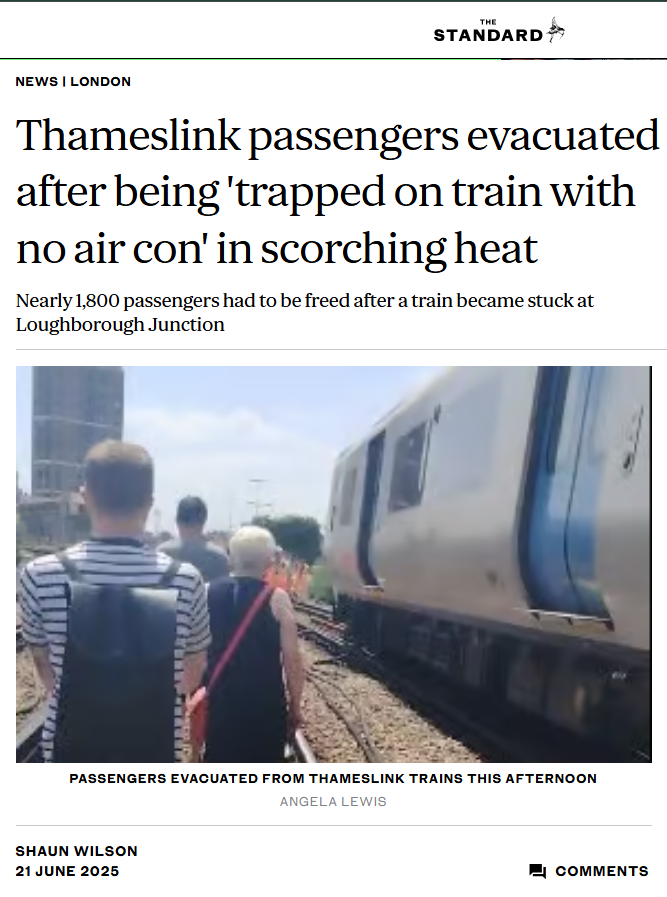 THE
STANDARD
NEWS | LONDON
Thameslink passengers evacuated
after being 'trapped on train with
no air con' in scorching heat
Nearly 1,800 passengers had to be freed after a train became stuck at
Loughborough Junction
PASSENGERS EVACUATED FROM THAMESLINK TRAINS THIS AFTERNOON
ANGELA LEWIS
SHAUN WILSON
21 JUNE 2025
COMMENTS